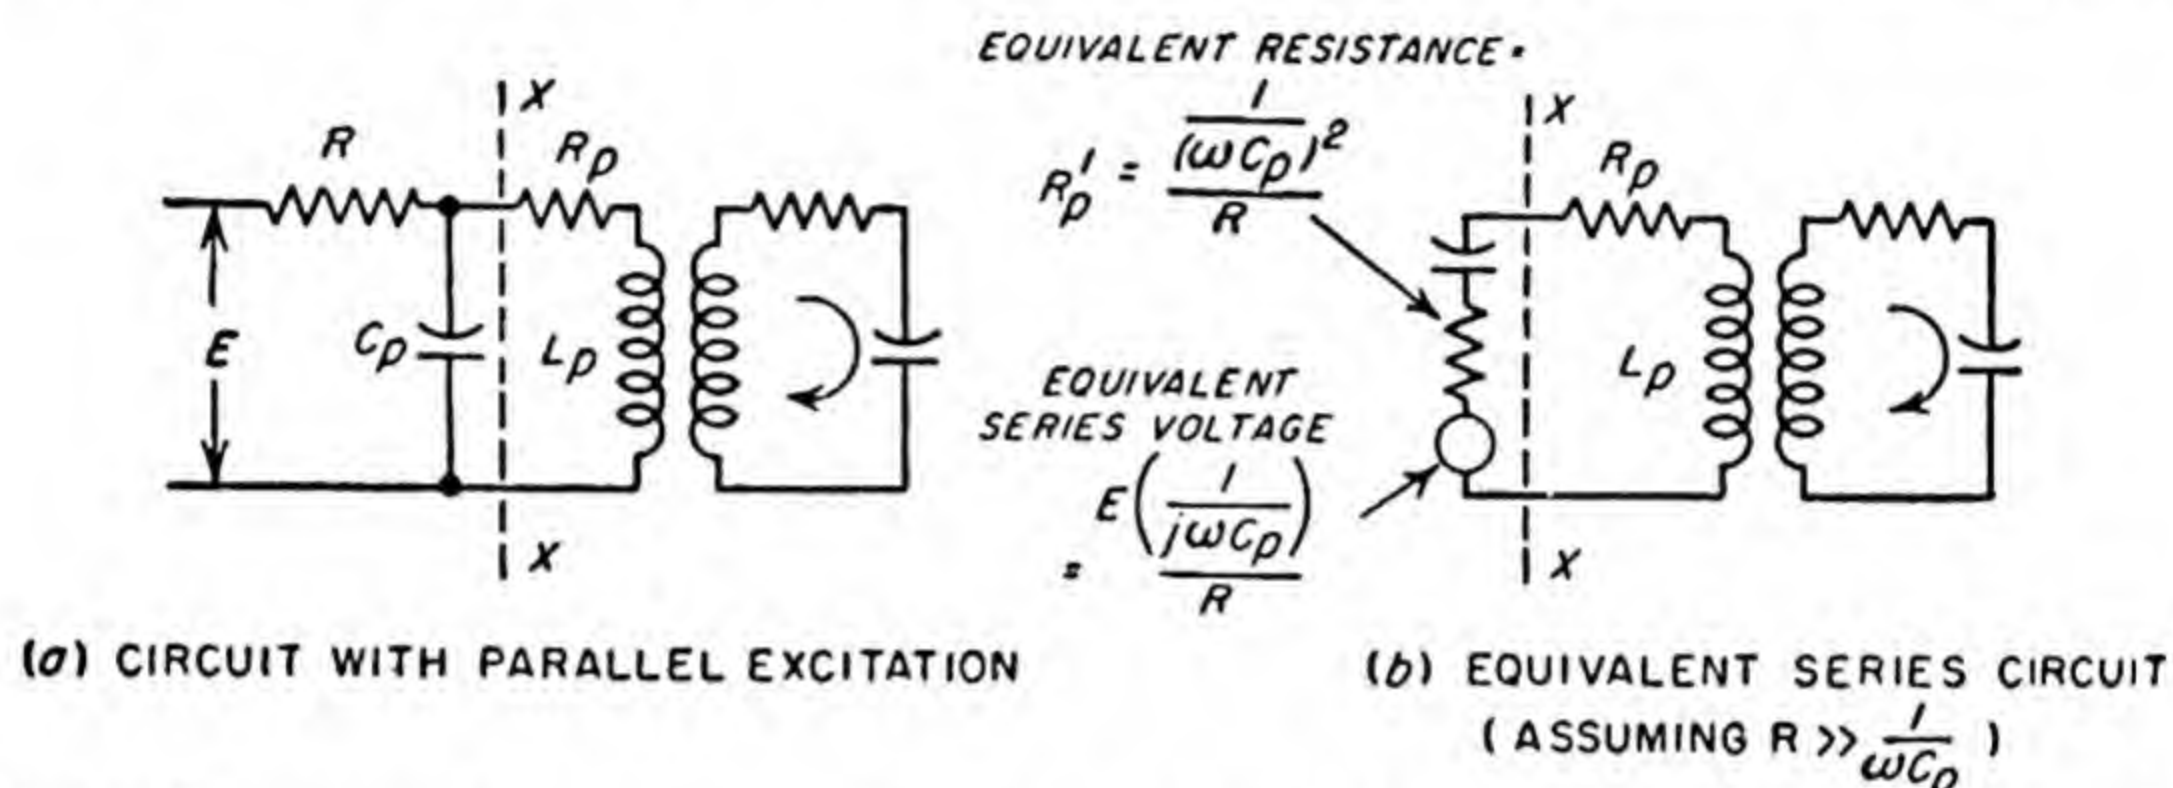 X
R
Rp
E
Cp
Lp
X
(a) CIRCUIT WITH PARALLEL EXCITATION
EQUIVALENT RESISTANCE =
Rp' = 1/(ωCp)² / R
EQUIVALENT
SERIES VOLTAGE
= E(1/jωCp) / R
X
Rp
Lp
X
(b) EQUIVALENT SERIES CIRCUIT
(ASSUMING R >> 1/ωCp)